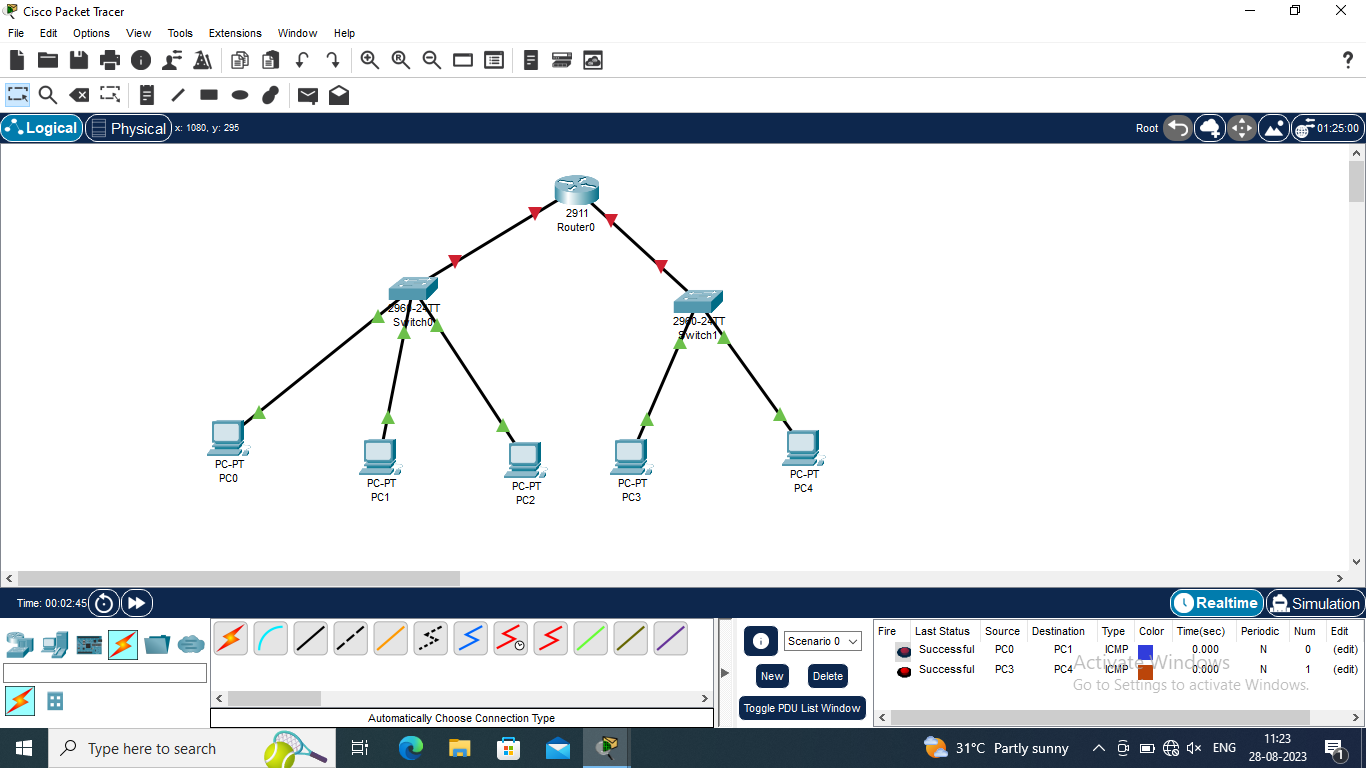 Cisco Packet Tracer
File Edit Options View Tools Extensions Window Help
Logical Physical x: 1080, y: 295 Root 01:25:00
2911
Router0
2960-24TT
Switch0
2960-24TT
Switch1
PC-PT
PC0
PC-PT
PC1
PC-PT
PC2
PC-PT
PC3
PC-PT
PC4
Time: 00:02:45 Realtime Simulation
Scenario 0
New Delete
Toggle PDU List Window
Automatically Choose Connection Type
Fire Last Status Source Destination Type Color Time(sec) Periodic Num Edit
Successful PC0 PC1 ICMP 0.000 N 0 (edit)
Successful PC3 PC4 ICMP 0.000 N 1 (edit)
Activate Windows
Go to Settings to activate Windows.
Type here to search
31°C Partly sunny ENG 11:23
28-08-2023
1